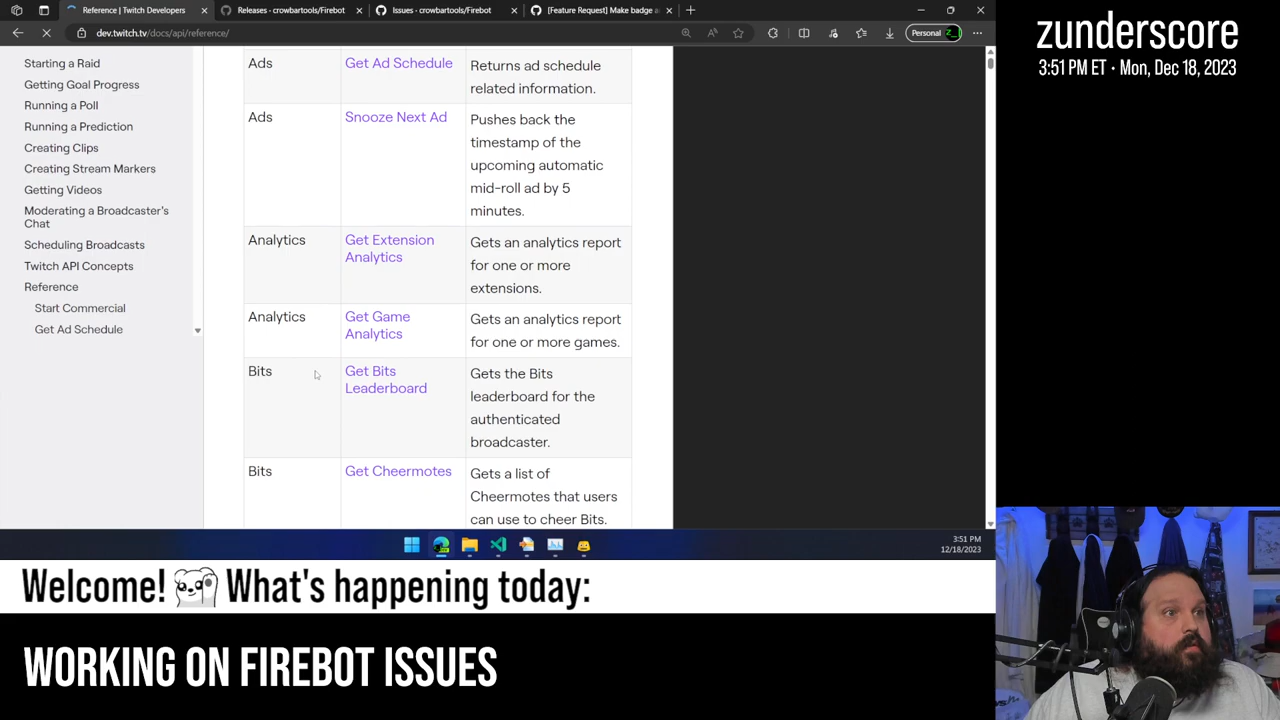 Reference | Twitch Developers
Releases - crowbartools/Firebot
Issues - crowbartools/Firebot
[Feature Request] Make badge a
dev.twitch.tv/docs/api/reference/
Personal
Starting a Raid
Getting Goal Progress
Running a Poll
Running a Prediction
Creating Clips
Creating Stream Markers
Getting Videos
Moderating a Broadcaster's
Chat
Scheduling Broadcasts
Twitch API Concepts
Reference
Start Commercial
Get Ad Schedule
Ads
Get Ad Schedule
Returns ad schedule
related information.
Ads
Snooze Next Ad
Pushes back the
timestamp of the
upcoming automatic
mid-roll ad by 5
minutes.
Analytics
Get Extension
Analytics
Gets an analytics report
for one or more
extensions.
Analytics
Get Game
Analytics
Gets an analytics report
for one or more games.
Bits
Get Bits
Leaderboard
Gets the Bits
leaderboard for the
authenticated
broadcaster.
Bits
Get Cheermotes
Gets a list of
Cheermotes that users
can use to cheer Bits.
3:51 PM
12/18/2023
zunderscore
3:51 PM ET • Mon, Dec 18, 2023
Welcome! What's happening today:
WORKING ON FIREBOT ISSUES